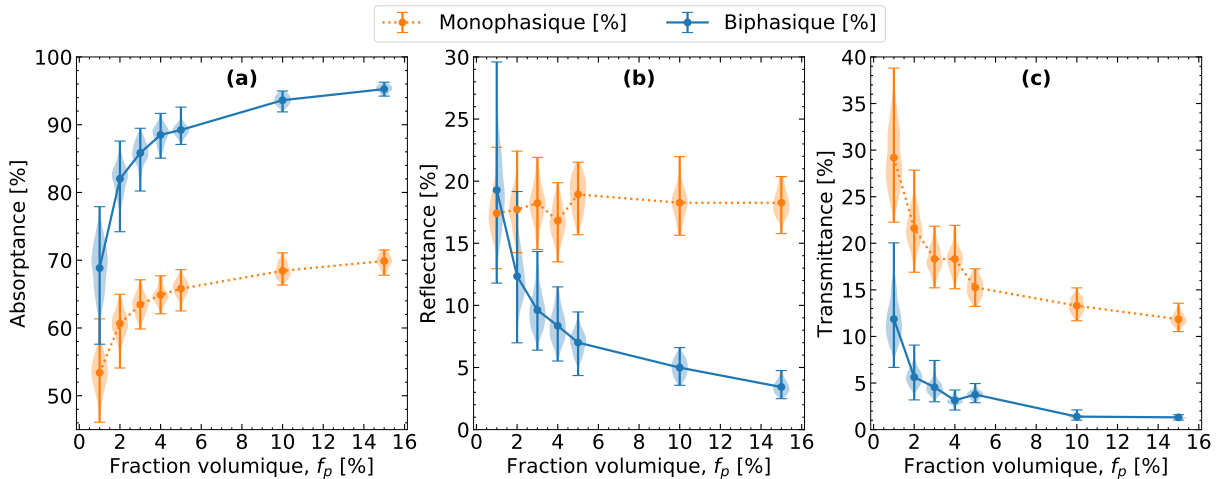 Monophasique [%] Biphasique [%]
(a)
Absorptance [%]
100
90
80
70
60
50
0 2 4 6 8 10 12 14 16
Fraction volumique, fp [%]
(b)
Reflectance [%]
30
25
20
15
10
5
0
0 2 4 6 8 10 12 14 16
Fraction volumique, fp [%]
(c)
Transmittance [%]
40
35
30
25
20
15
10
5
0
0 2 4 6 8 10 12 14 16
Fraction volumique, fp [%]